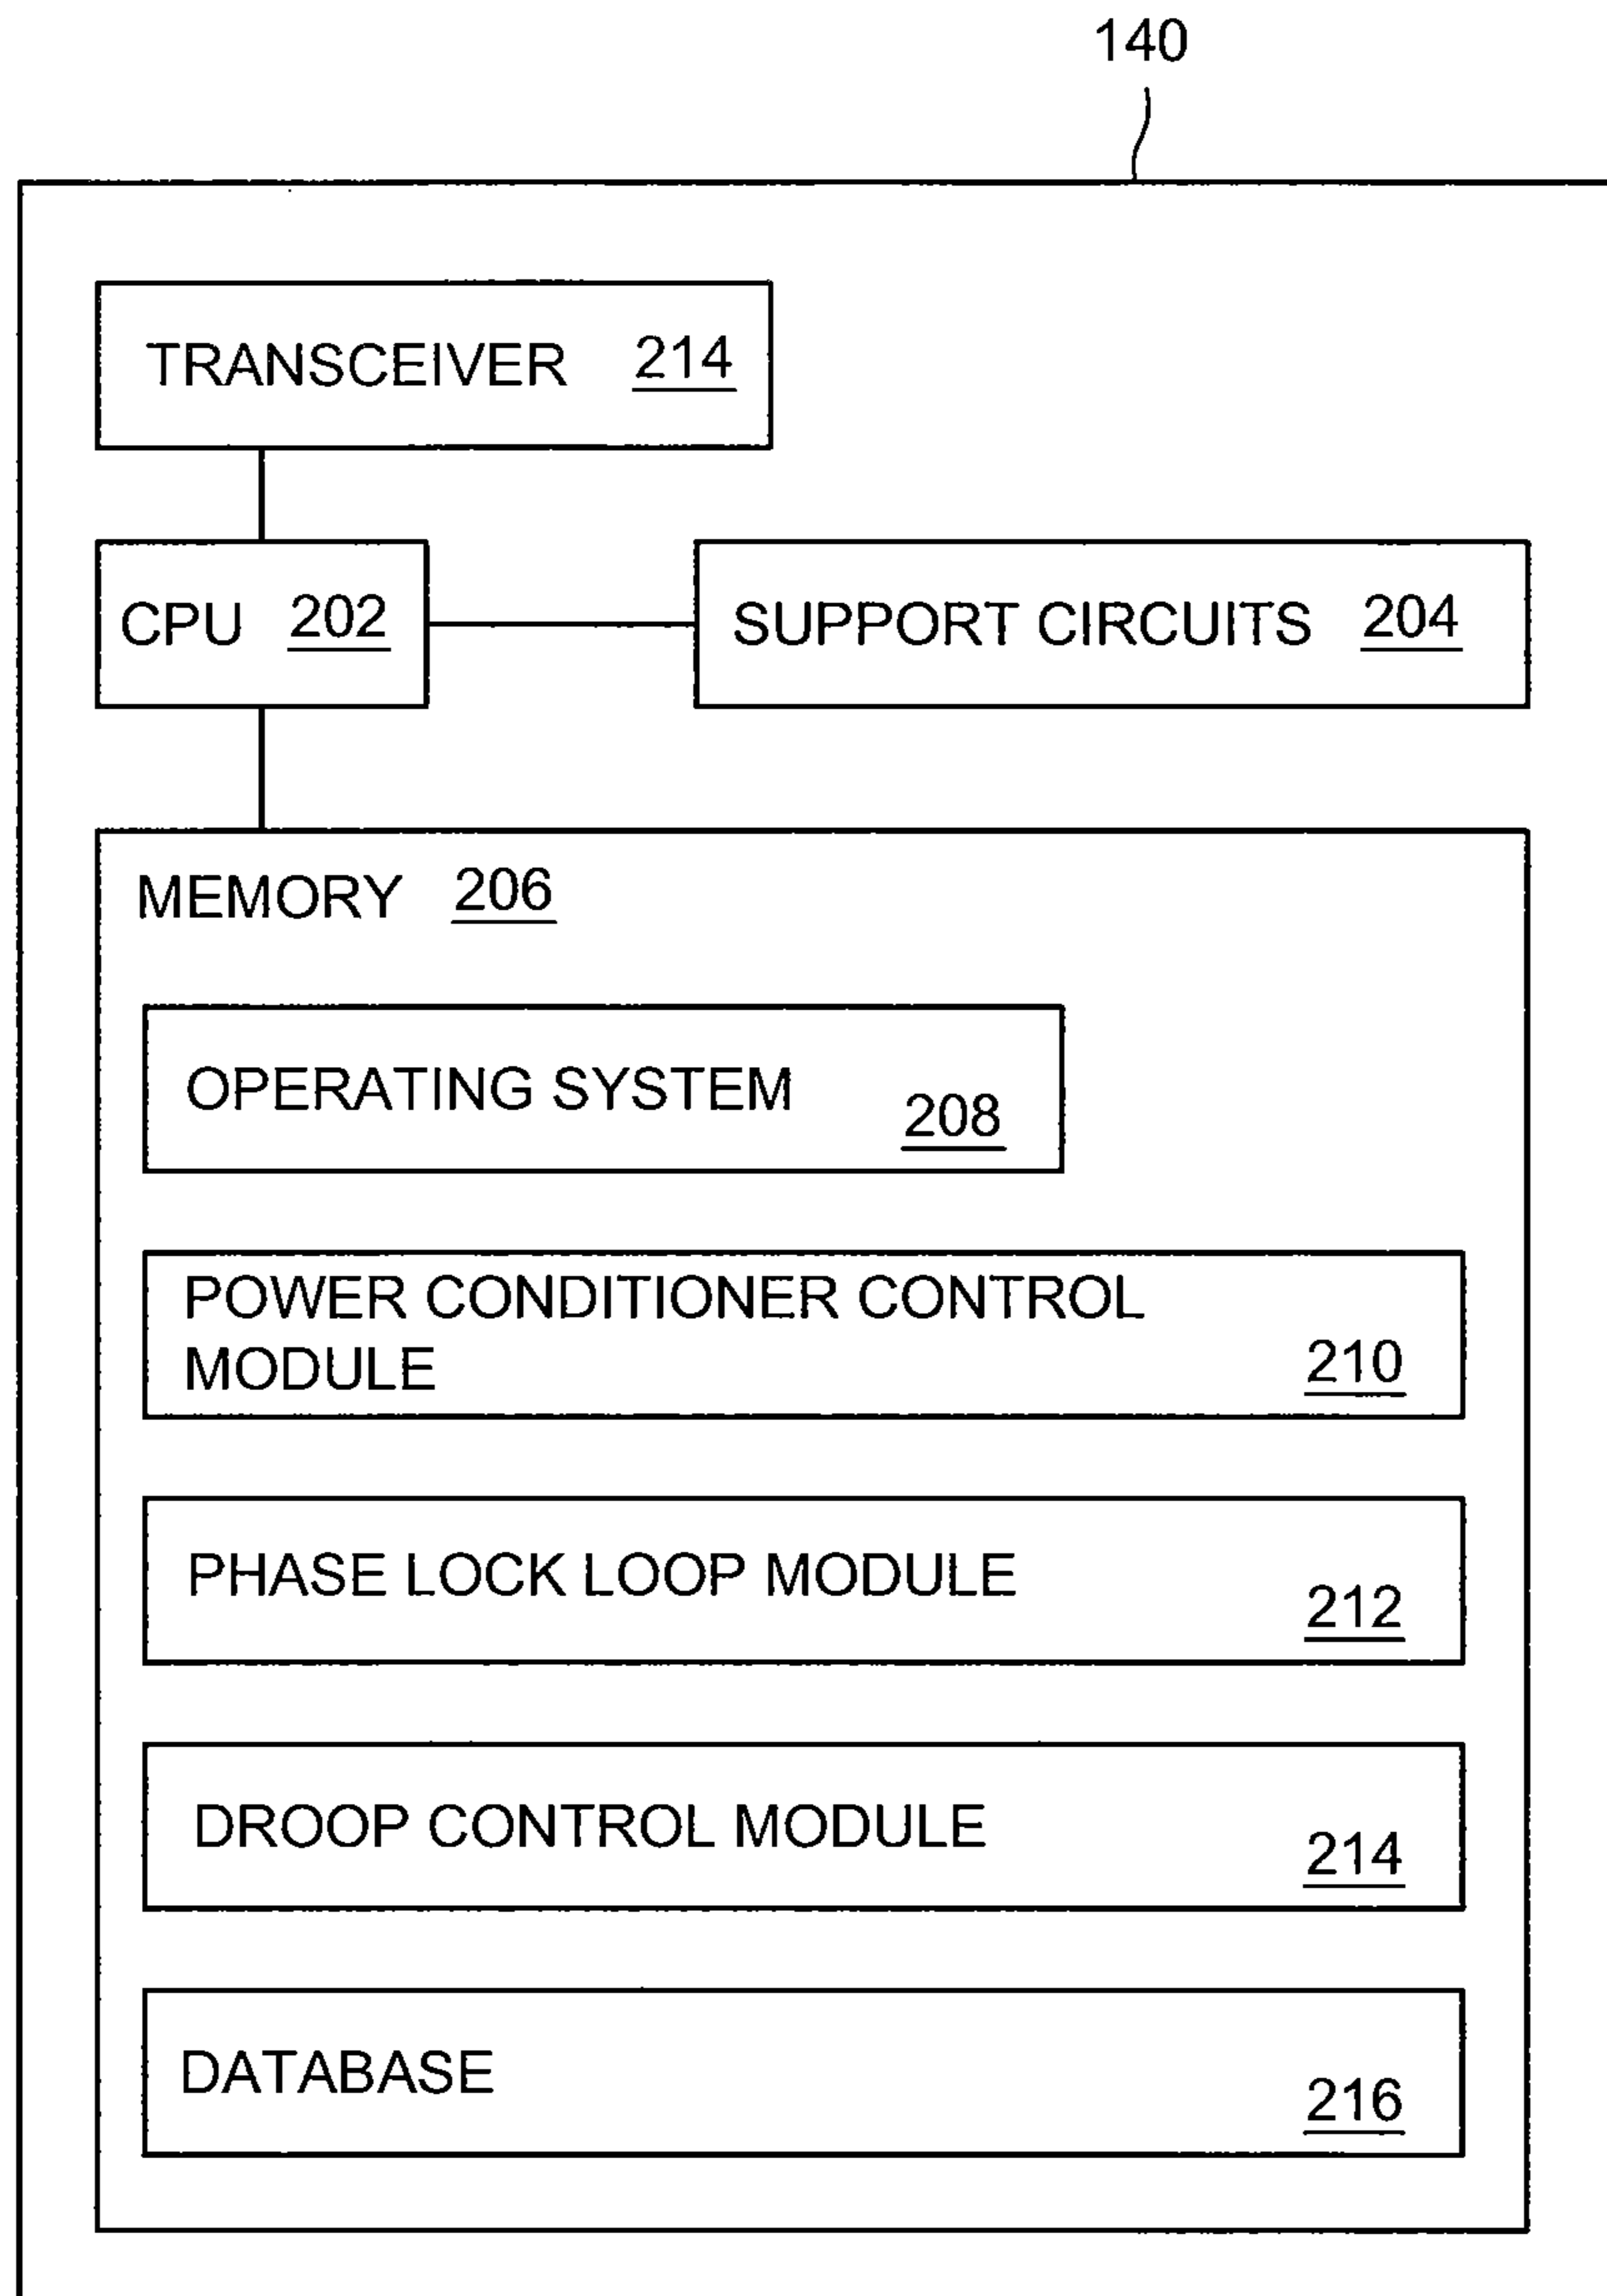 140
TRANSCEIVER 214
CPU 202
SUPPORT CIRCUITS 204
MEMORY 206
OPERATING SYSTEM 208
POWER CONDITIONER CONTROL
MODULE 210
PHASE LOCK LOOP MODULE 212
DROOP CONTROL MODULE 214
DATABASE 216